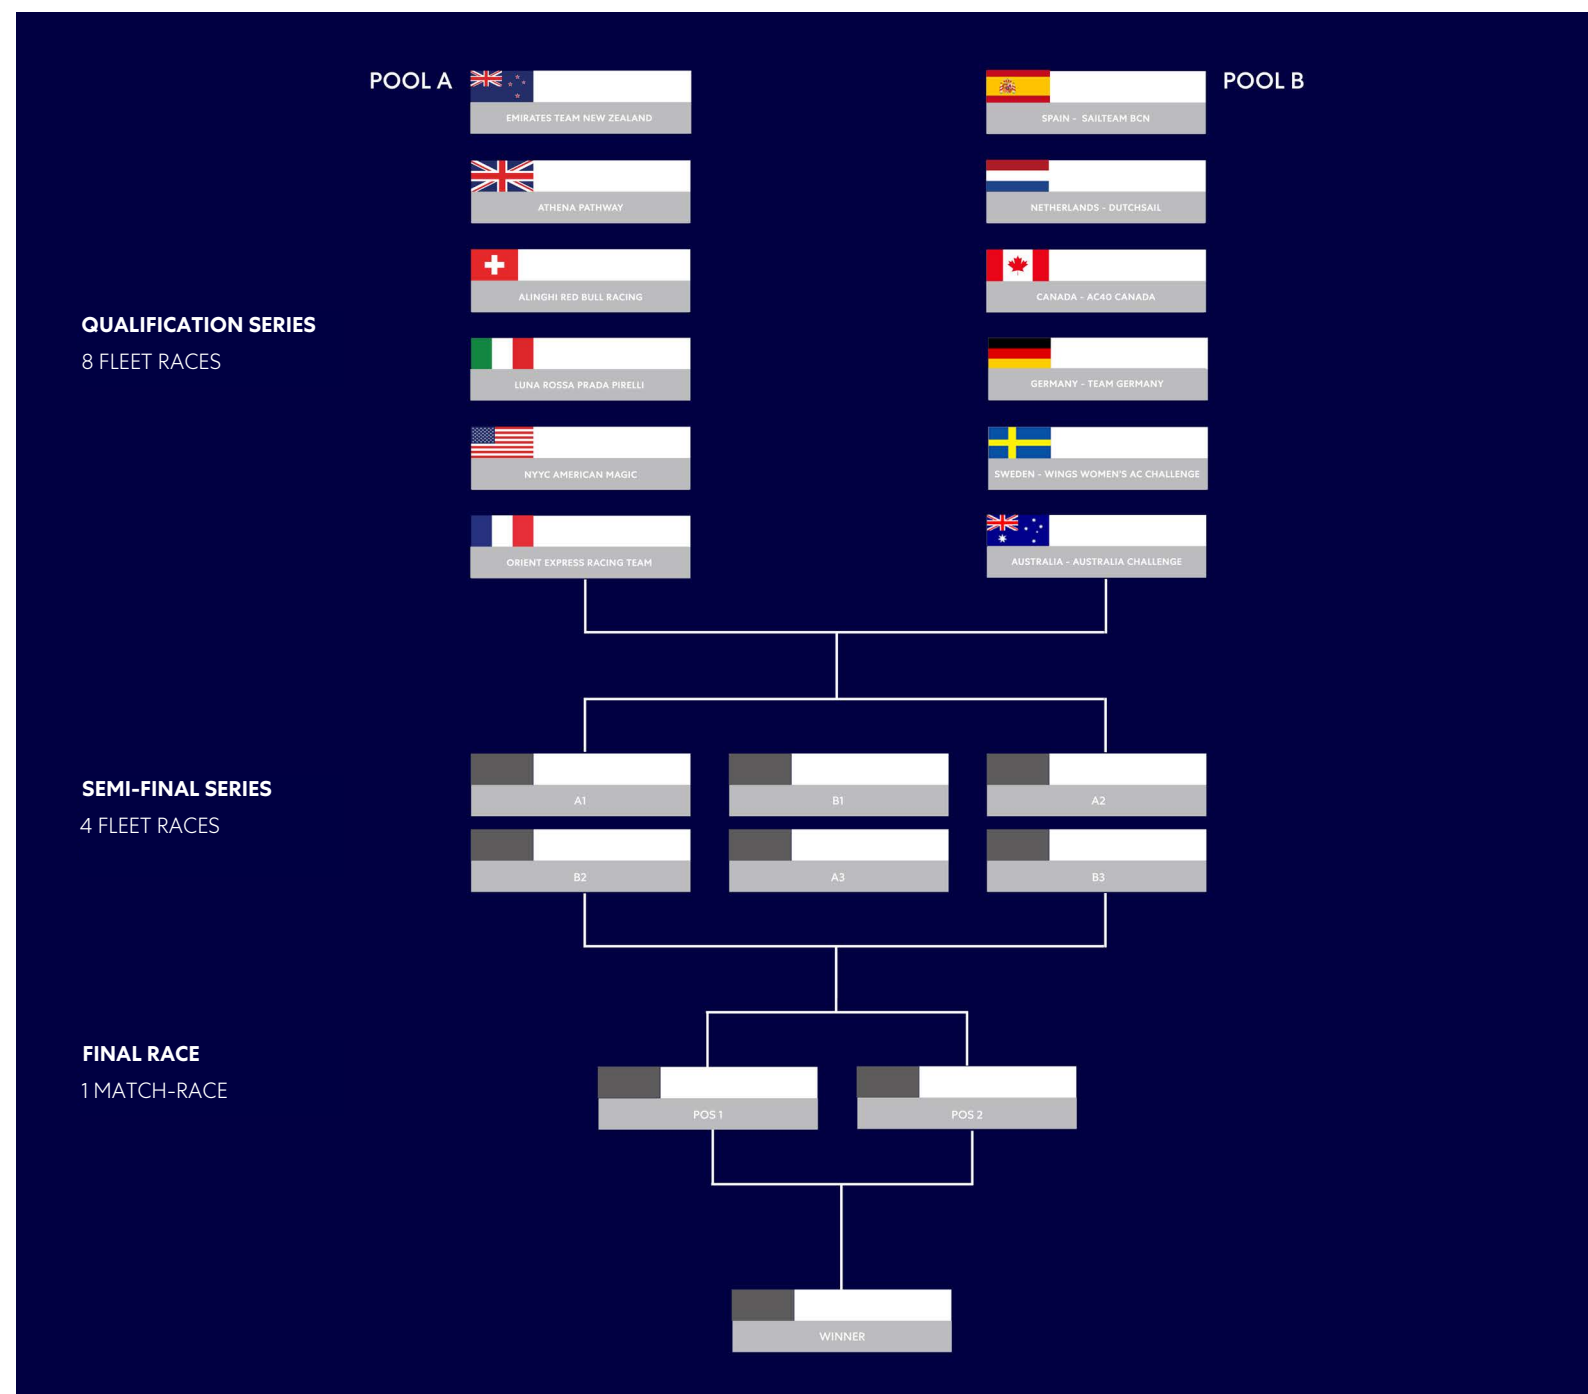 POOL A
EMIRATES TEAM NEW ZEALAND
ATHENA PATHWAY
ALINGHI RED BULL RACING
LUNA ROSSA PRADA PIRELLI
NYYC AMERICAN MAGIC
ORIENT EXPRESS RACING TEAM
POOL B
SPAIN - SAILTEAM BCN
NETHERLANDS - DUTCHSAIL
CANADA - AC40 CANADA
GERMANY - TEAM GERMANY
SWEDEN - WINGS WOMEN'S AC CHALLENGE
AUSTRALIA - AUSTRALIA CHALLENGE
QUALIFICATION SERIES
8 FLEET RACES
SEMI-FINAL SERIES
4 FLEET RACES
A1
B1
A2
B2
A3
B3
FINAL RACE
1 MATCH-RACE
POS 1
POS 2
WINNER